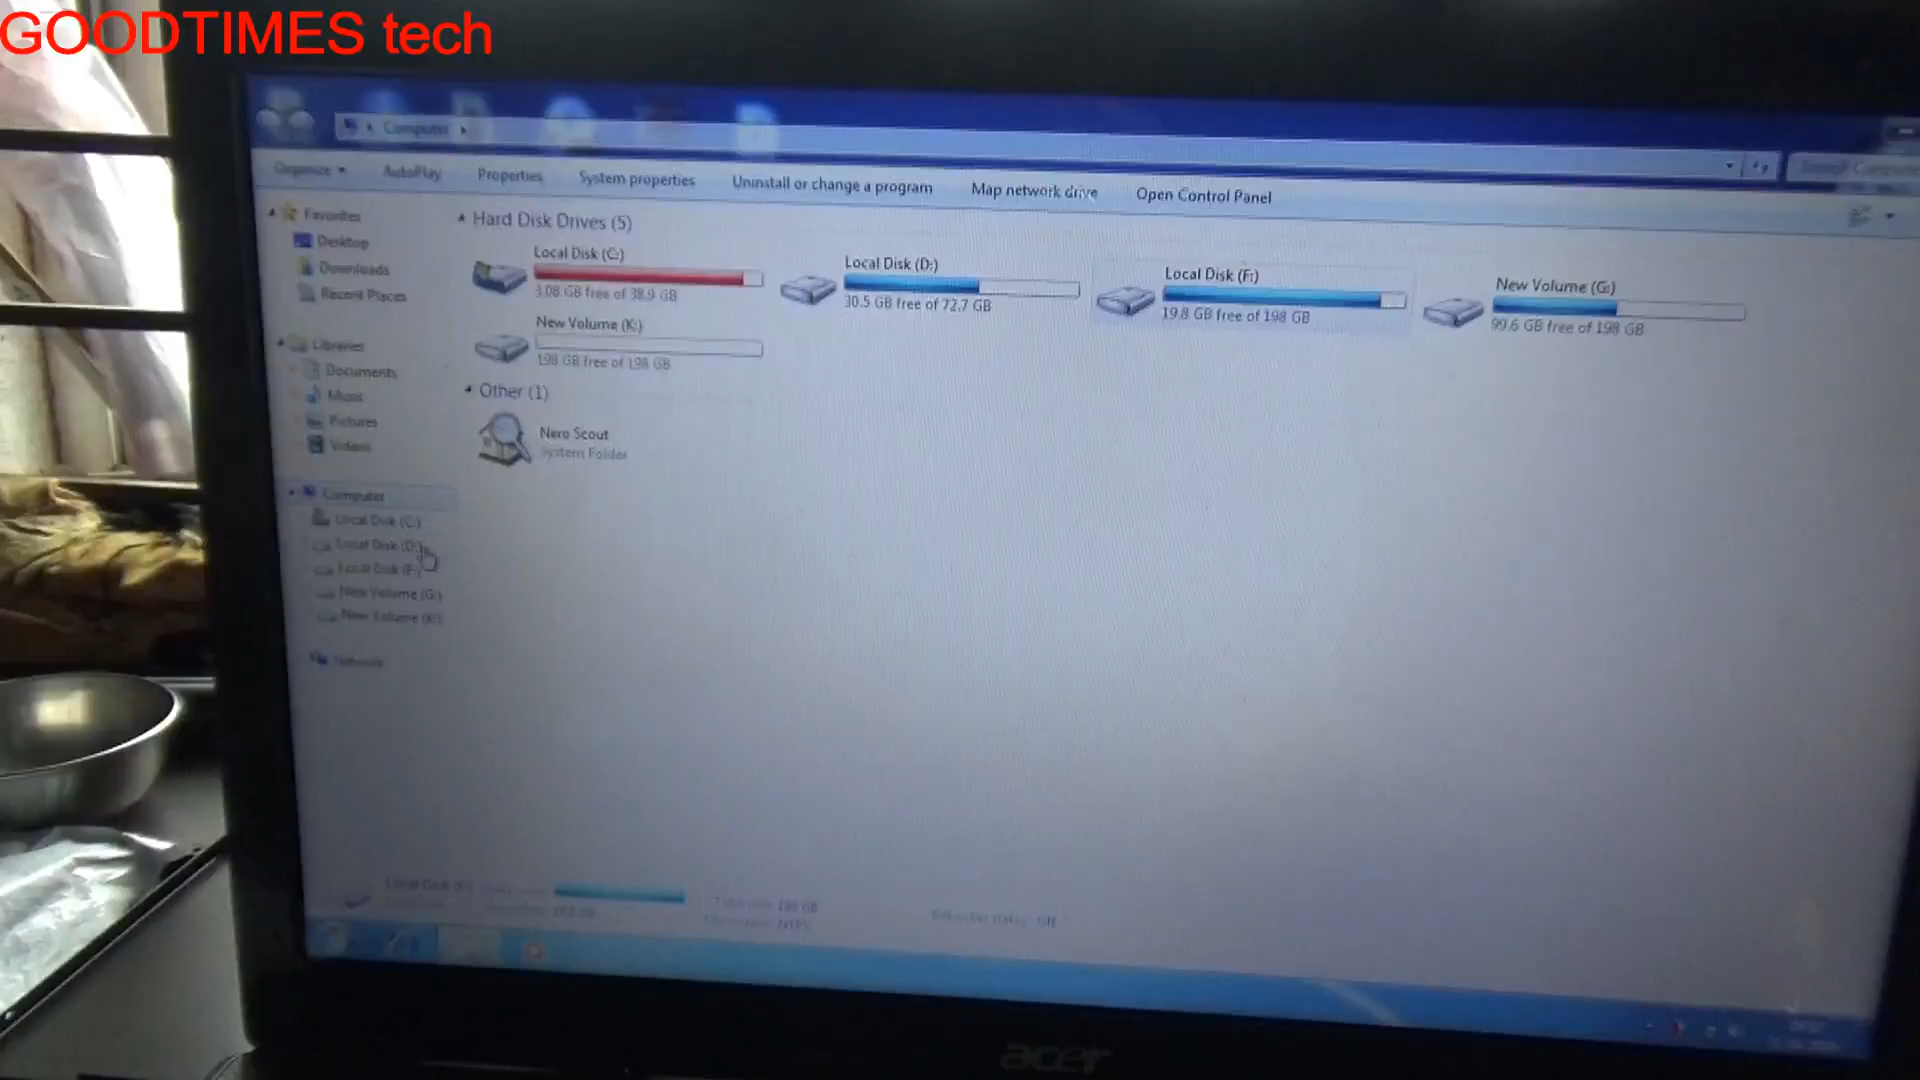 GOODTIMES tech
Computer
Organize AutoPlay Properties System properties Uninstall or change a program Map network drive Open Control Panel
Favorites
Desktop
Downloads
Recent Places
Libraries
Documents
Music
Pictures
Videos
Computer
Local Disk (C:)
Local Disk (D:)
Local Disk (F:)
New Volume (G:)
New Volume (K:)
Network
Hard Disk Drives (5)
Local Disk (C:)
3.08 GB free of 38.9 GB
Local Disk (D:)
30.5 GB free of 72.7 GB
Local Disk (F:)
19.8 GB free of 198 GB
New Volume (G:)
99.6 GB free of 198 GB
New Volume (K:)
198 GB free of 198 GB
Other (1)
Nero Scout
System Folder
198 GB
NTFS
acer